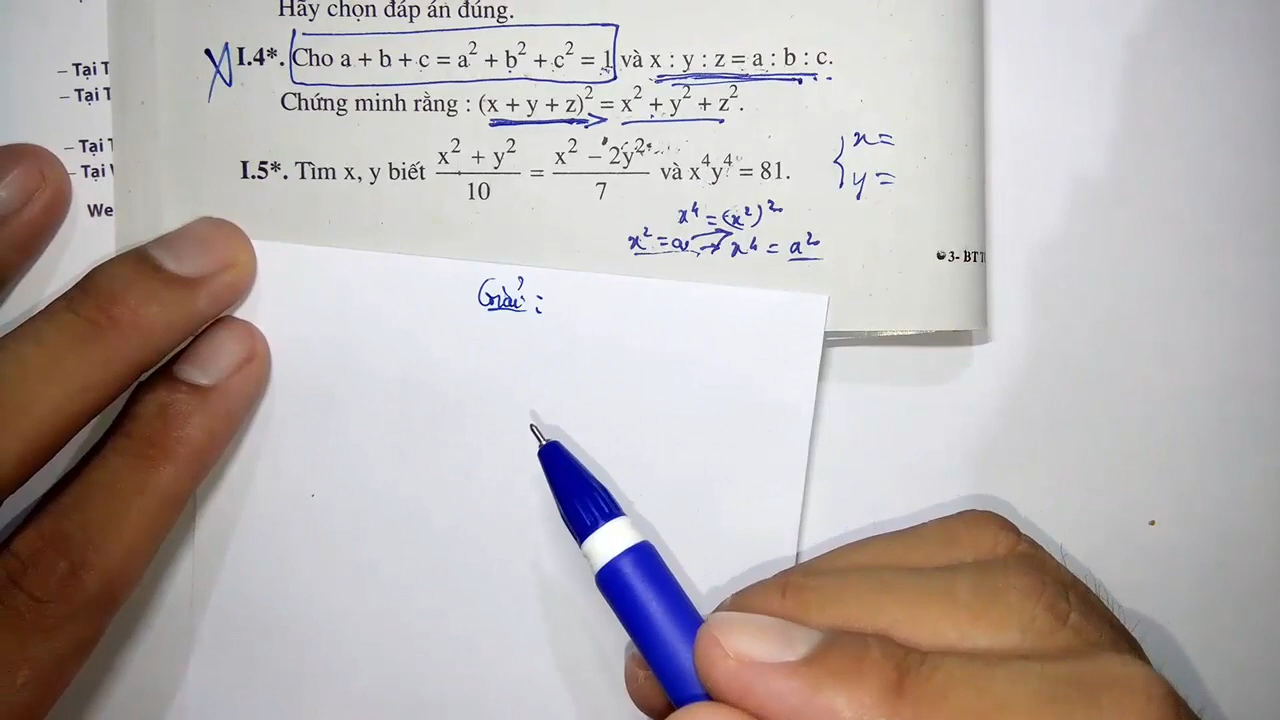 Hãy chọn đáp án đúng.
I.4*. Cho a + b + c = a² + b² + c² = 1 và x : y : z = a : b : c.
Chứng minh rằng : (x + y + z)² = x² + y² + z².
I.5*. Tìm x, y biết (x² + y²)/10 = (x² − 2y²)/7 và x⁴y⁴ = 81.
x =
y =
x⁴ = (x²)²
x² = a → x⁴ = a²
– Tại T
– Tại T
– Tại T
– Tại V
We
3- BT T
Giải :